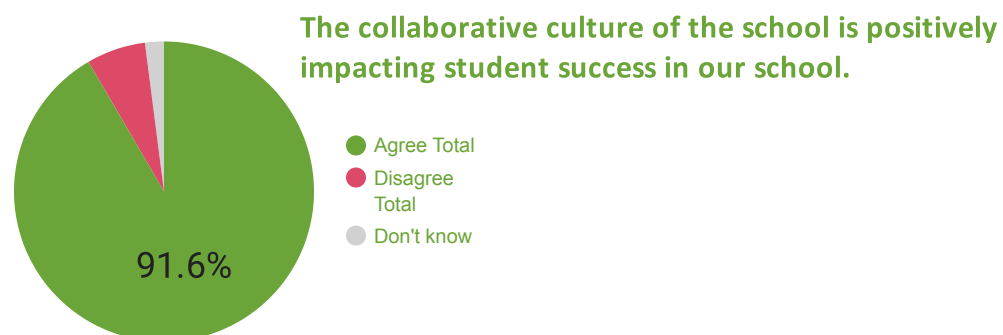 The collaborative culture of the school is positively
impacting student success in our school.
Agree Total
Disagree
Total
Don't know
91.6%